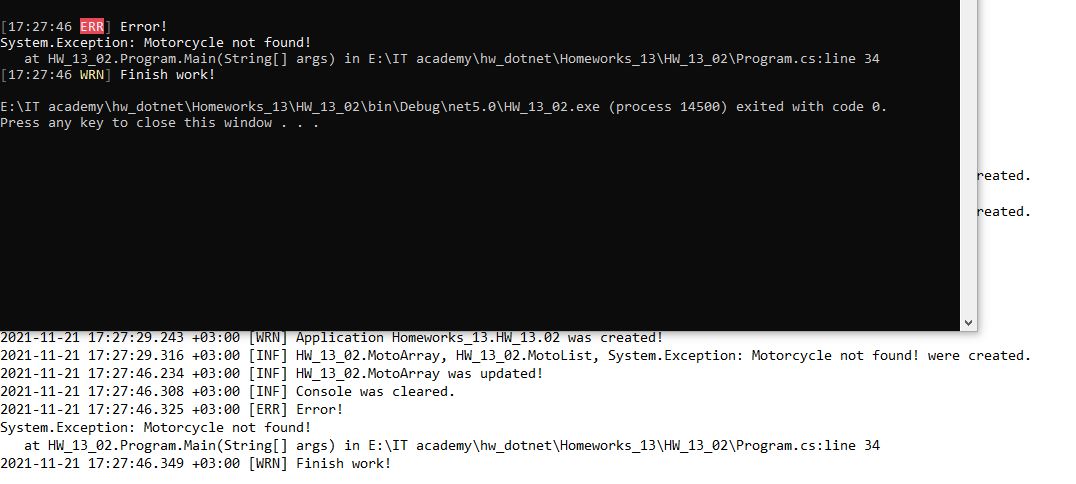 [17:27:46 ERR] Error!
System.Exception: Motorcycle not found!
   at HW_13_02.Program.Main(String[] args) in E:\IT academy\hw_dotnet\Homeworks_13\HW_13_02\Program.cs:line 34
[17:27:46 WRN] Finish work!
E:\IT academy\hw_dotnet\Homeworks_13\HW_13_02\bin\Debug\net5.0\HW_13_02.exe (process 14500) exited with code 0.
Press any key to close this window . . .
reated.
reated.
2021-11-21 17:27:29.243 +03:00 [WRN] Application Homeworks_13.HW_13.02 was created!
2021-11-21 17:27:29.316 +03:00 [INF] HW_13_02.MotoArray, HW_13_02.MotoList, System.Exception: Motorcycle not found! were created.
2021-11-21 17:27:46.234 +03:00 [INF] HW_13_02.MotoArray was updated!
2021-11-21 17:27:46.308 +03:00 [INF] Console was cleared.
2021-11-21 17:27:46.325 +03:00 [ERR] Error!
System.Exception: Motorcycle not found!
   at HW_13_02.Program.Main(String[] args) in E:\IT academy\hw_dotnet\Homeworks_13\HW_13_02\Program.cs:line 34
2021-11-21 17:27:46.349 +03:00 [WRN] Finish work!